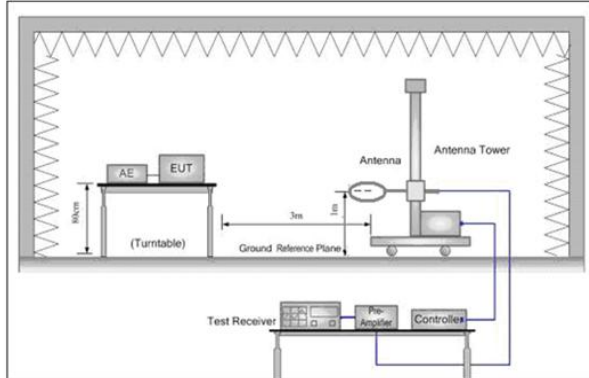 Antenna Tower
Antenna
AE
EUT
80cm
(Turntable)
3m
1m
Ground Reference Plane
Test Receiver
Pre-
Amplifier
Controller